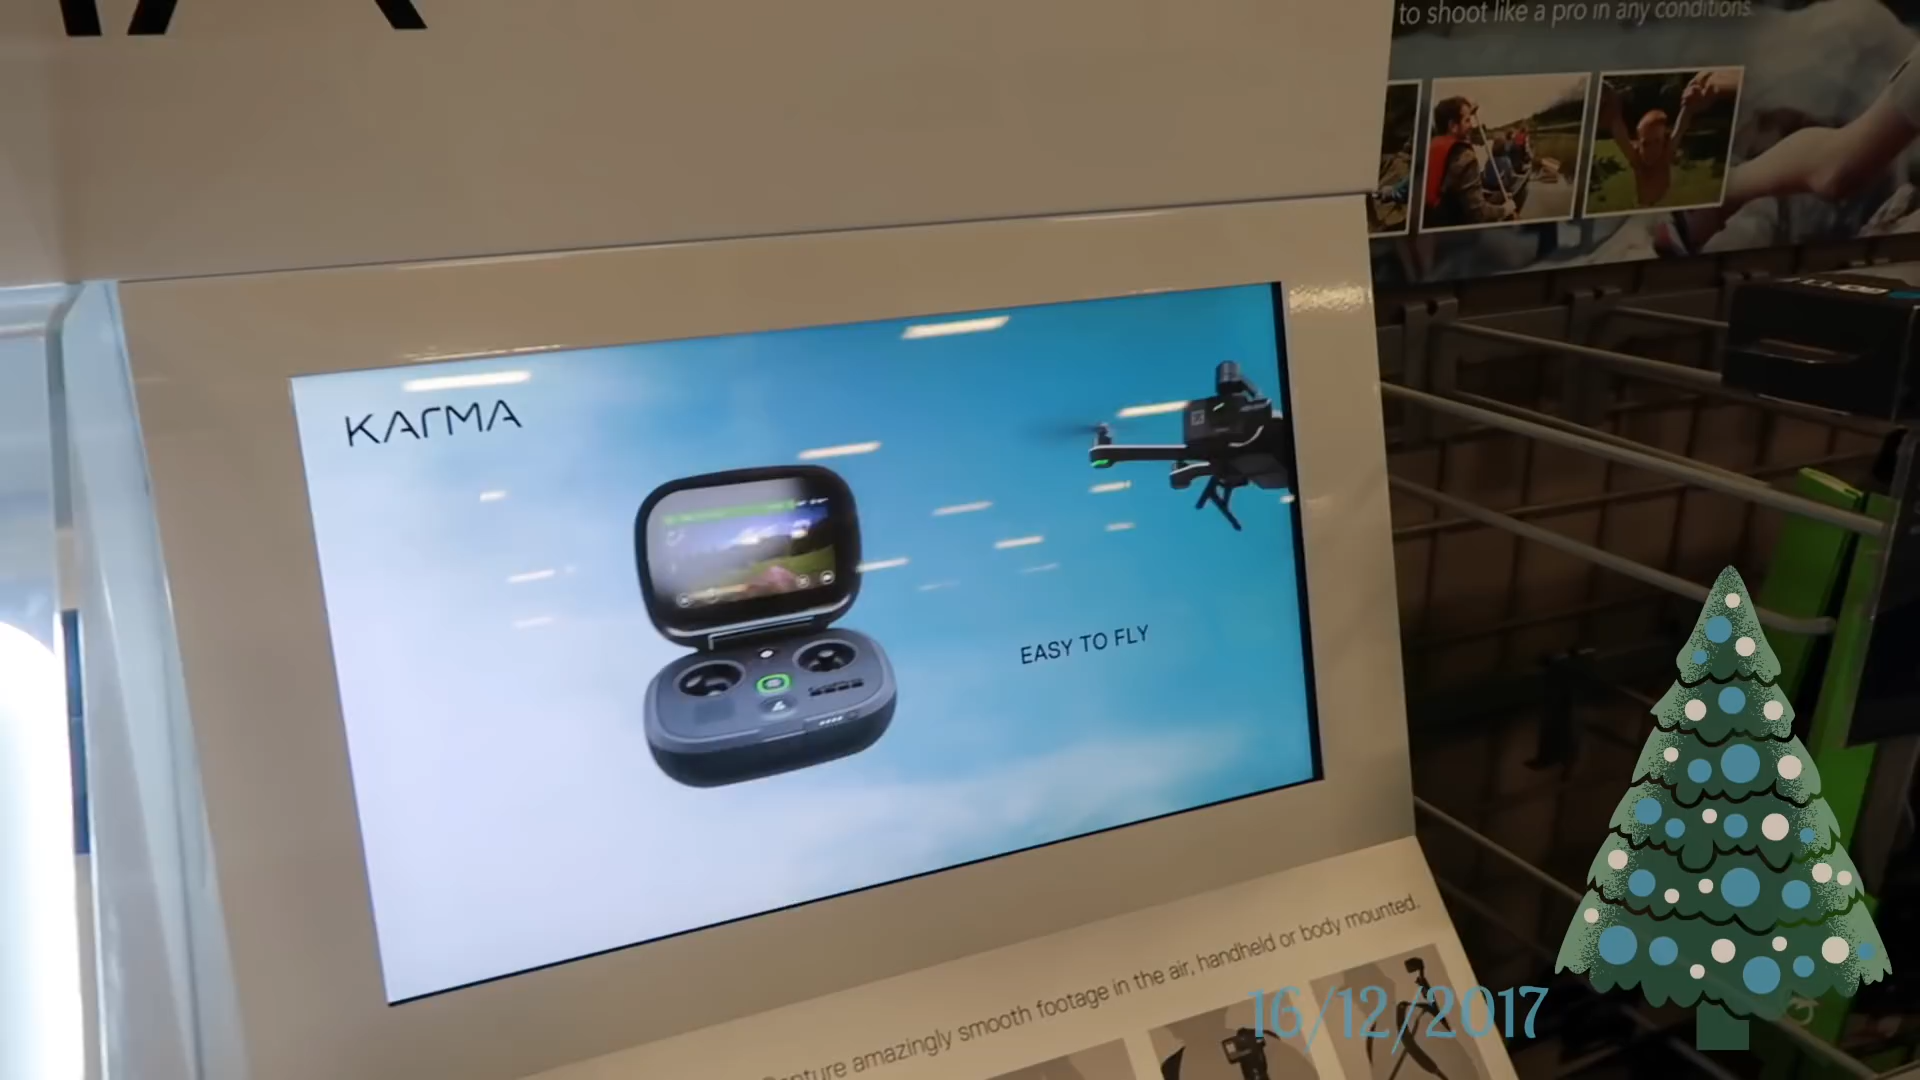 to shoot like a pro in any conditions.
KARMA
EASY TO FLY
amazingly smooth footage in the air, handheld or body mounted.
16/12/2017